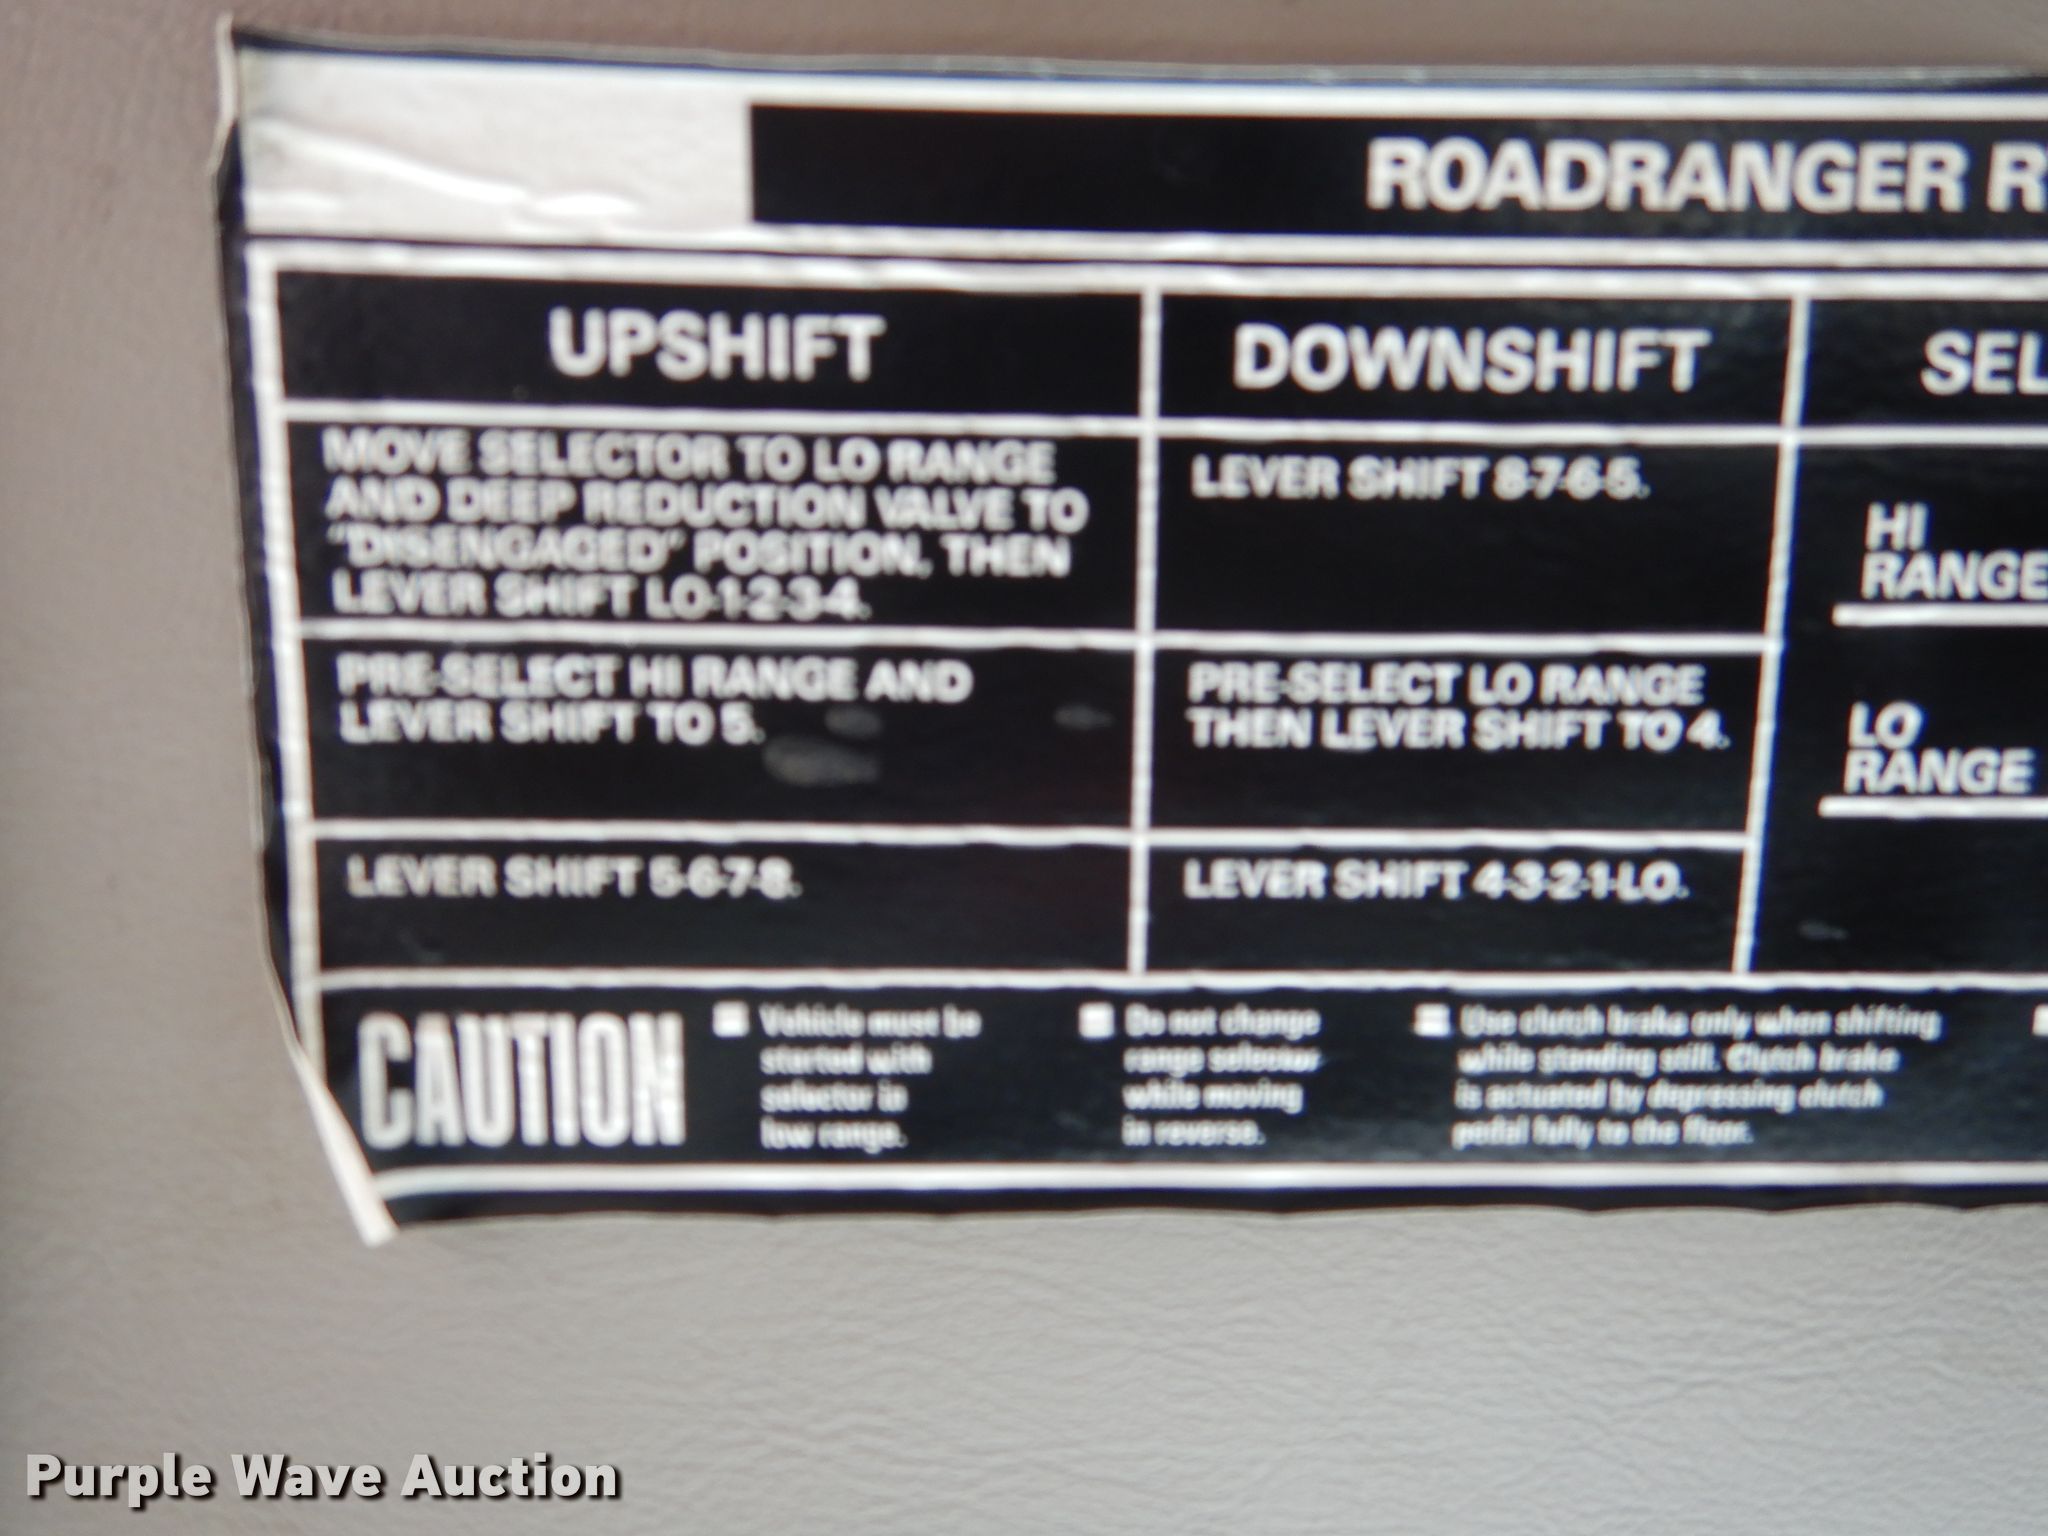 ROADRANGER R
UPSHIFT
DOWNSHIFT
SEL
MOVE SELECTOR TO LO RANGE
AND DEEP REDUCTION VALVE TO
"DISENGAGED" POSITION, THEN
LEVER SHIFT LO-1-2-3-4.
LEVER SHIFT 8-7-6-5.
HI
RANGE
PRE-SELECT HI RANGE AND
LEVER SHIFT TO 5.
PRE-SELECT LO RANGE
THEN LEVER SHIFT TO 4.
LO
RANGE
LEVER SHIFT 5-6-7-8.
LEVER SHIFT 4-3-2-1-LO.
CAUTION
Vehicle must be
started with
selector in
low range.
Do not change
range selector
while moving
in reverse.
Use clutch brake only when shifting
while standing still. Clutch brake
is actuated by depressing clutch
pedal fully to the floor.
Purple Wave Auction